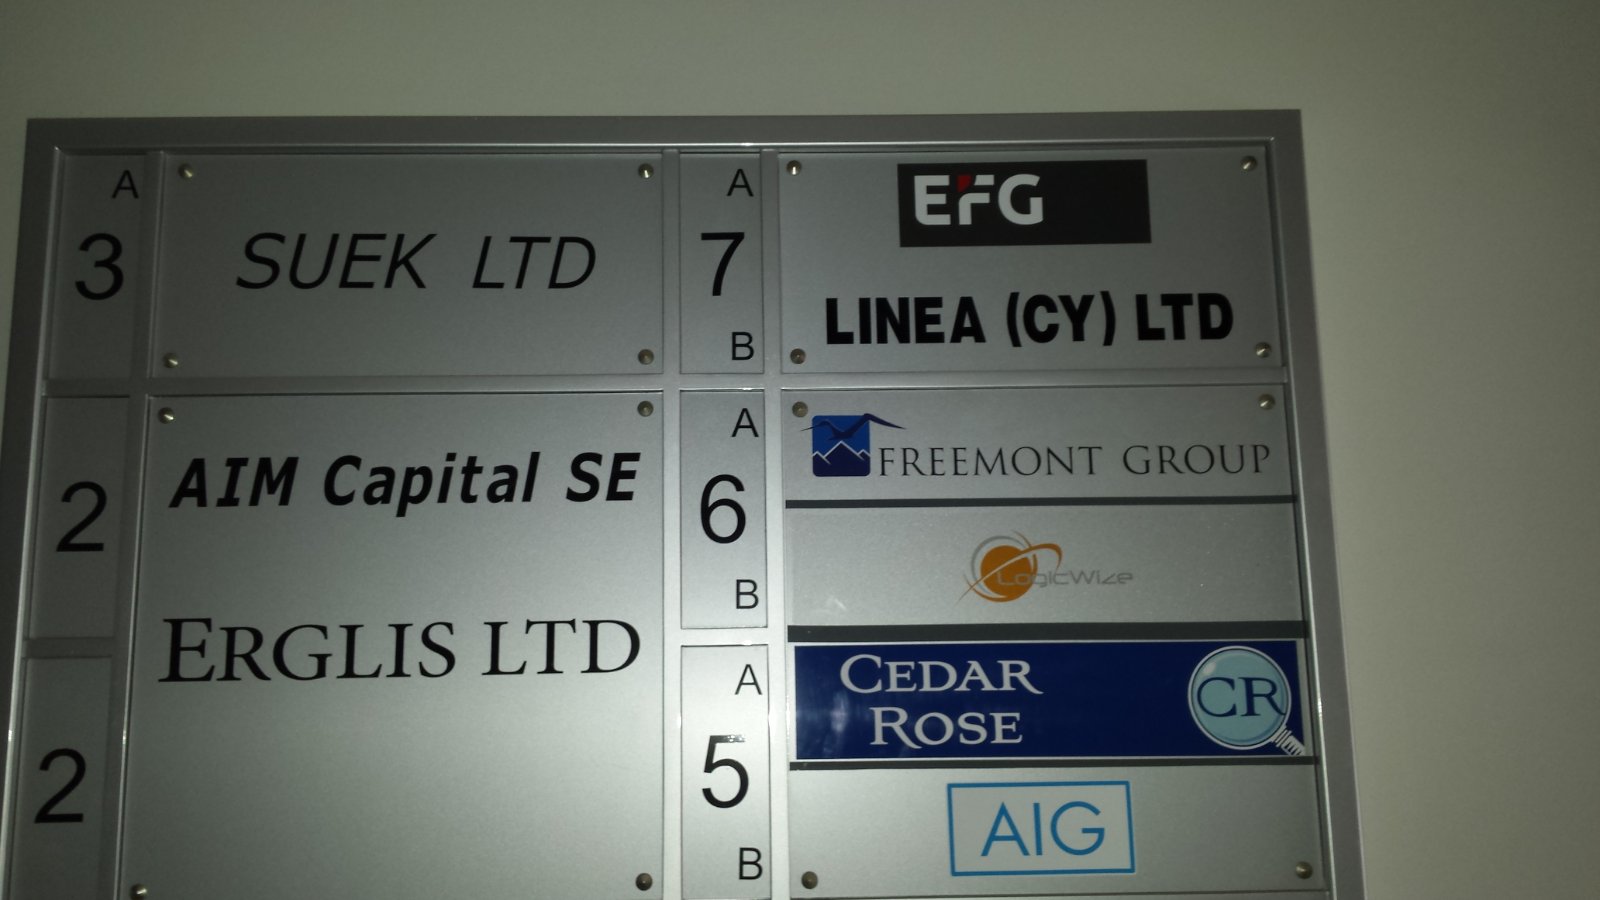 A
3
SUEK LTD
2
AIM Capital SE
ERGLIS LTD
2
A
7
B
EFG
LINEA (CY) LTD
A
6
B
FREEMONT GROUP
LogicWize
A
5
B
CEDAR
ROSE
CR
AIG